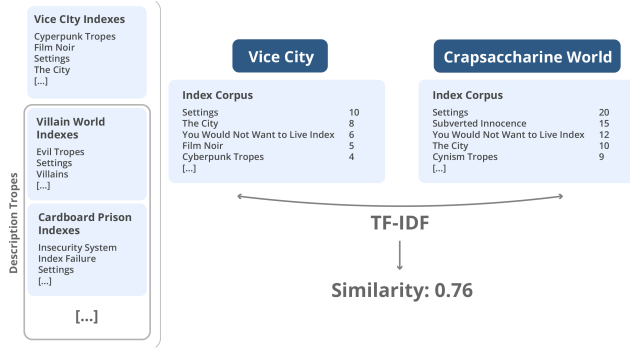 Vice CIty Indexes
Cyperpunk Tropes
Film Noir
Settings
The City
[...]
Description Tropes
Villain World
Indexes
Evil Tropes
Settings
Villains
[...]
Cardboard Prison
Indexes
Insecurity System
Index Failure
Settings
[...]
[...]
Vice City
Index Corpus
Settings 10
The City 8
You Would Not Want to Live Index 6
Film Noir 5
Cyberpunk Tropes 4
[...]
Crapsaccharine World
Index Corpus
Settings 20
Subverted Innocence 15
You Would Not Want to Live Index 12
The City 10
Cynism Tropes 9
[...]
TF-IDF
Similarity: 0.76